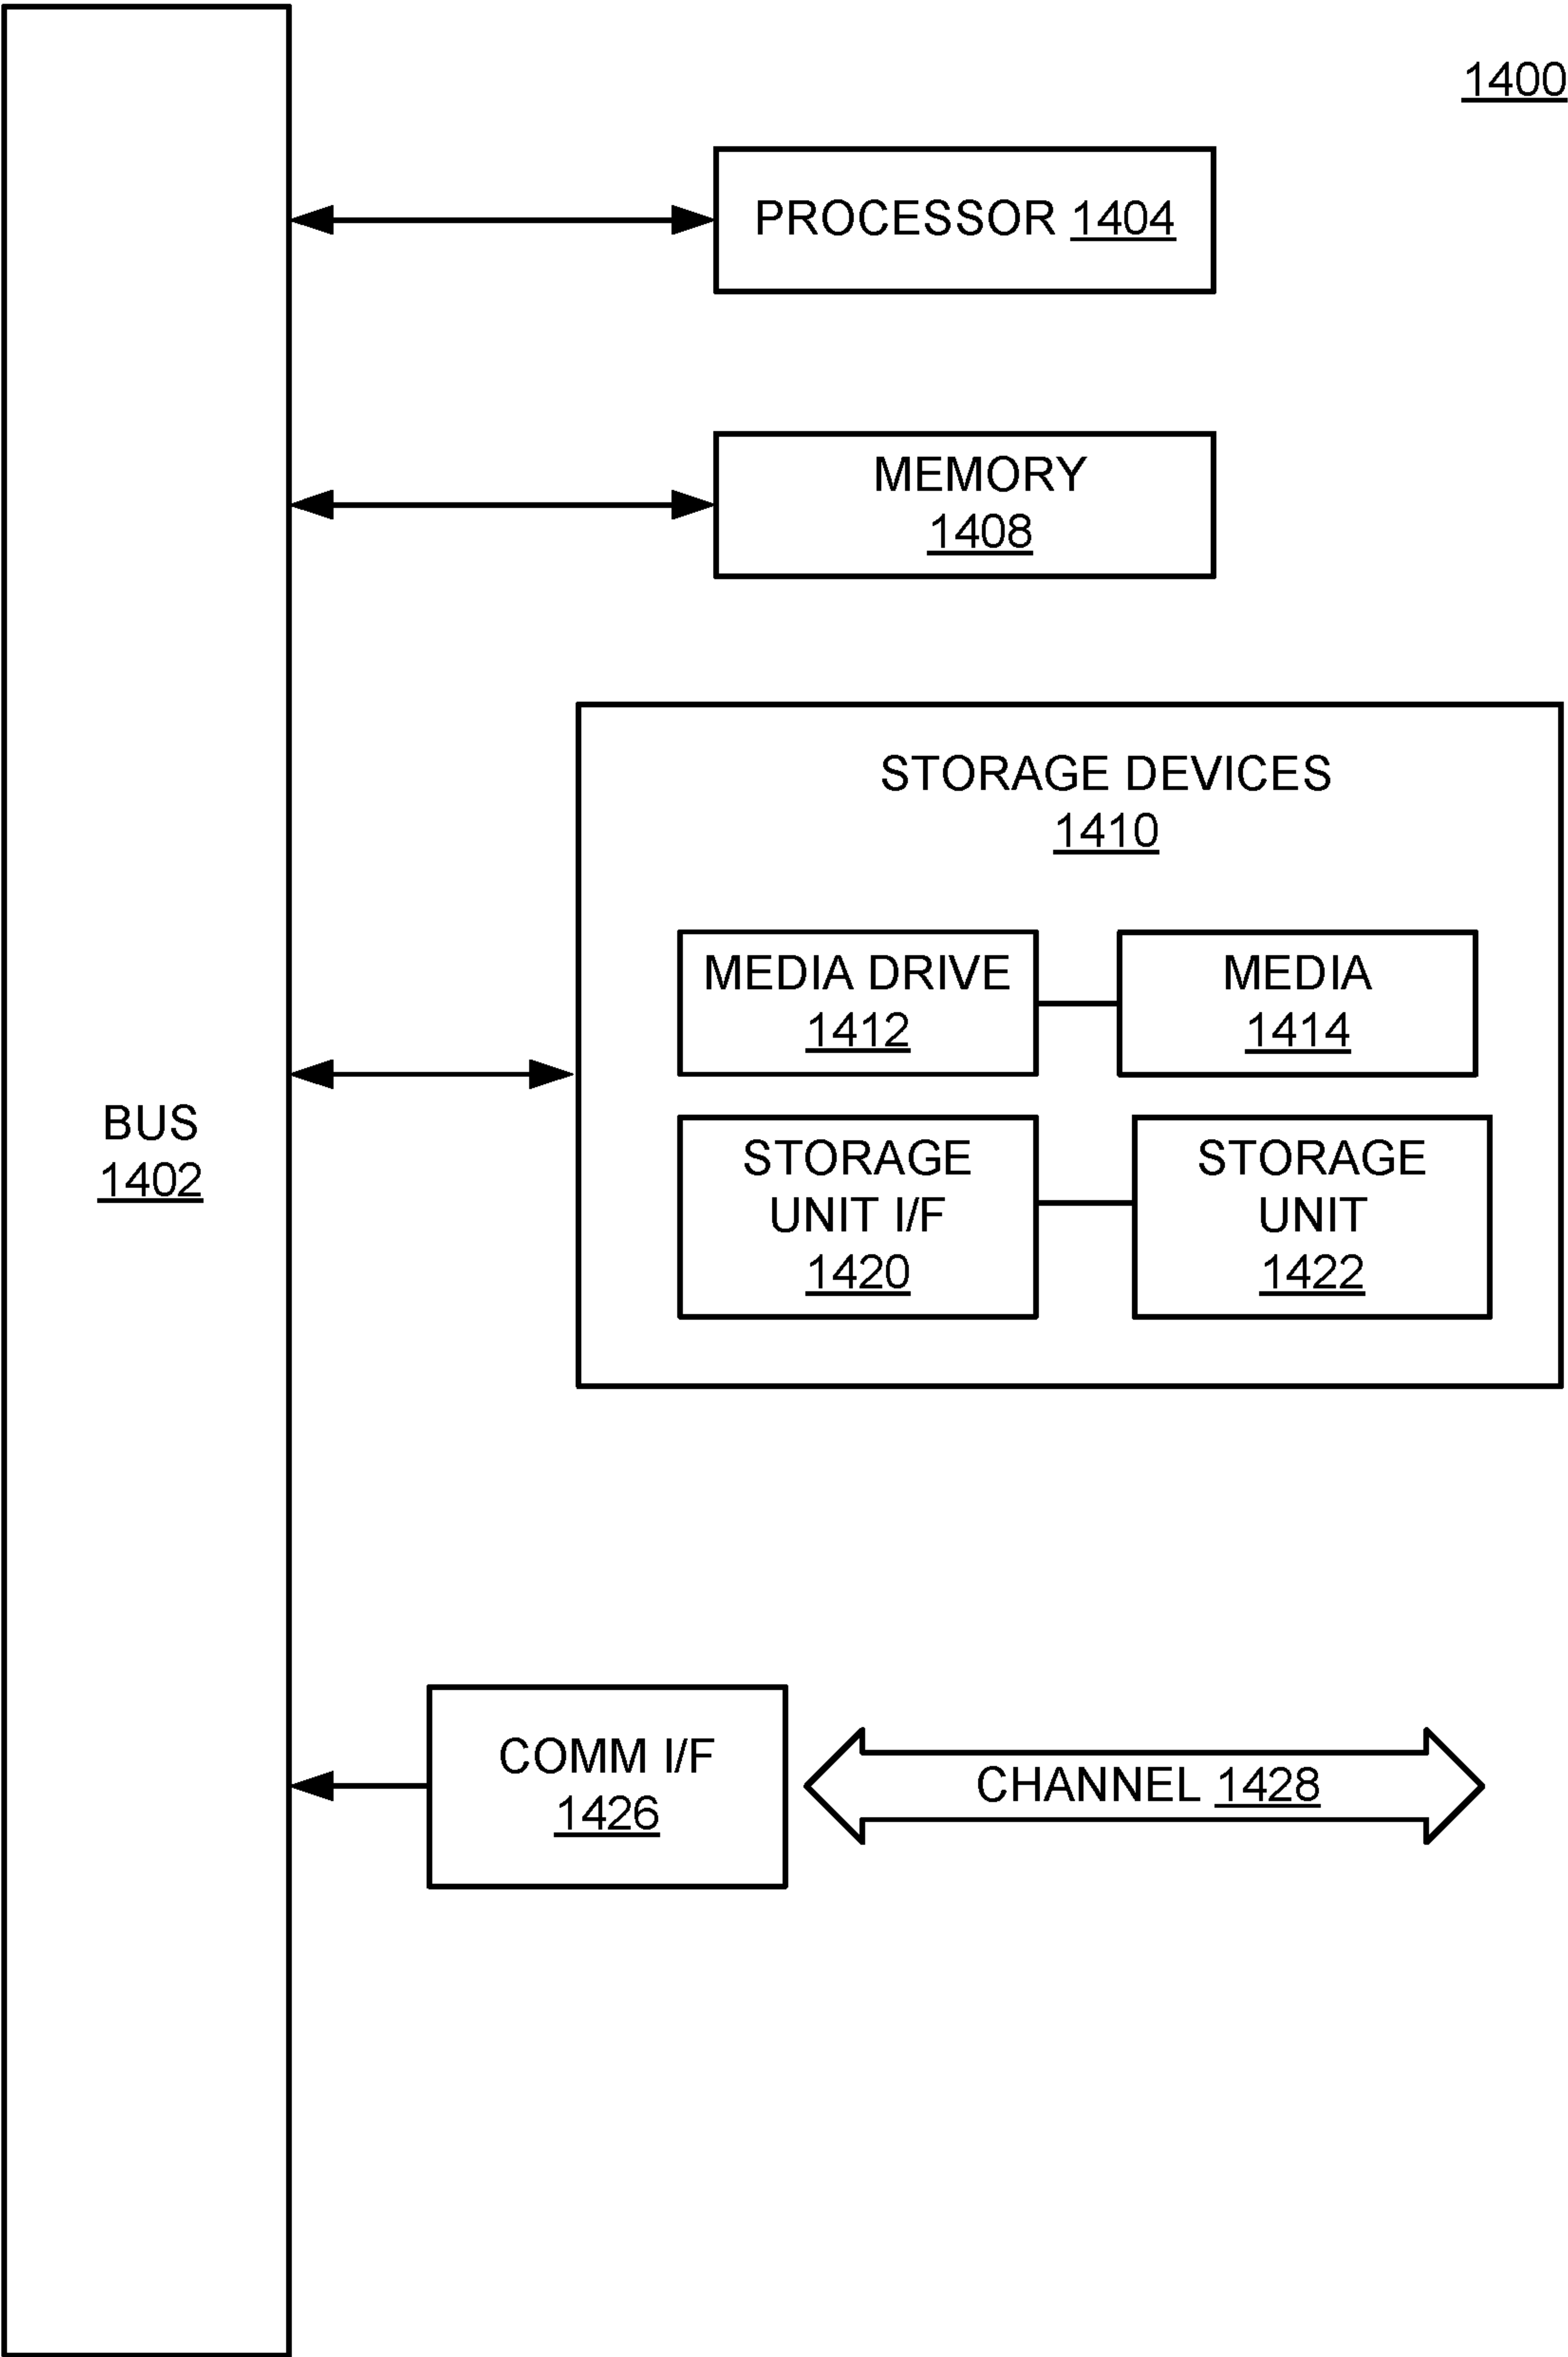 1400
PROCESSOR 1404
MEMORY
1408
STORAGE DEVICES
1410
MEDIA DRIVE
1412
MEDIA
1414
BUS
1402
STORAGE
UNIT I/F
1420
STORAGE
UNIT
1422
COMM I/F
1426
CHANNEL 1428